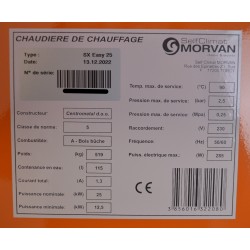 CHAUDIERE DE CHAUFFAGE
SelfClimat
MORVAN
Type : SX Easy 25
Date: 13.12.2022
N° de série:
Constructeur Centrometal d.o.o.
Classe de norme 5
Combustible A - Bois bûche
Poids: kg
Contenance en eau l 115
Courant max. A 1.3
Puissance nominale kW 25
Puissance minimale kW
Temp. max. de service: °C 90
Pression max. de service: bar 2.5
Pression max. de service: Mpa 0,25
Raccordement: V 230
Fréquence: Hz 50/60
Puiss. électrique max: W